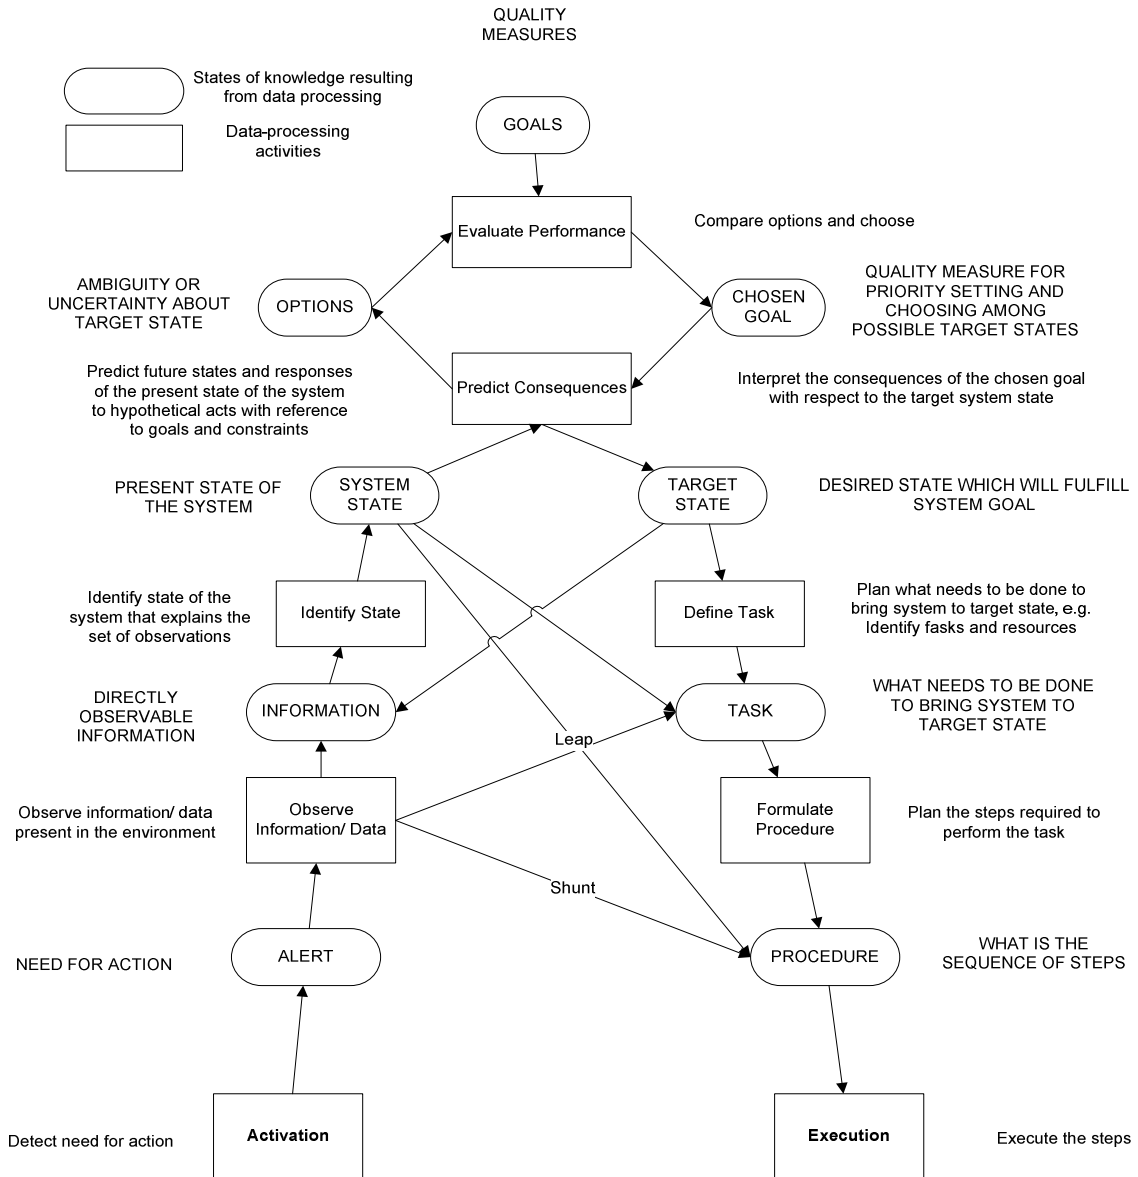 QUALITY
MEASURES
States of knowledge resulting
from data processing
Data-processing
activities
GOALS
Evaluate Performance
Compare options and choose
AMBIGUITY OR
UNCERTAINTY ABOUT
TARGET STATE
OPTIONS
CHOSEN
GOAL
QUALITY MEASURE FOR
PRIORITY SETTING AND
CHOOSING AMONG
POSSIBLE TARGET STATES
Predict future states and responses
of the present state of the system
to hypothetical acts with reference
to goals and constraints
Predict Consequences
Interpret the consequences of the chosen goal
with respect to the target system state
PRESENT STATE OF
THE SYSTEM
SYSTEM
STATE
TARGET
STATE
DESIRED STATE WHICH WILL FULFILL
SYSTEM GOAL
Identify state of the
system that explains the
set of observations
Identify State
Define Task
Plan what needs to be done to
bring system to target state, e.g.
Identify fasks and resources
DIRECTLY
OBSERVABLE
INFORMATION
INFORMATION
TASK
WHAT NEEDS TO BE DONE
TO BRING SYSTEM TO
TARGET STATE
Leap
Observe information/ data
present in the environment
Observe
Information/ Data
Formulate
Procedure
Plan the steps required to
perform the task
Shunt
NEED FOR ACTION
ALERT
PROCEDURE
WHAT IS THE
SEQUENCE OF STEPS
Detect need for action
Activation
Execution
Execute the steps